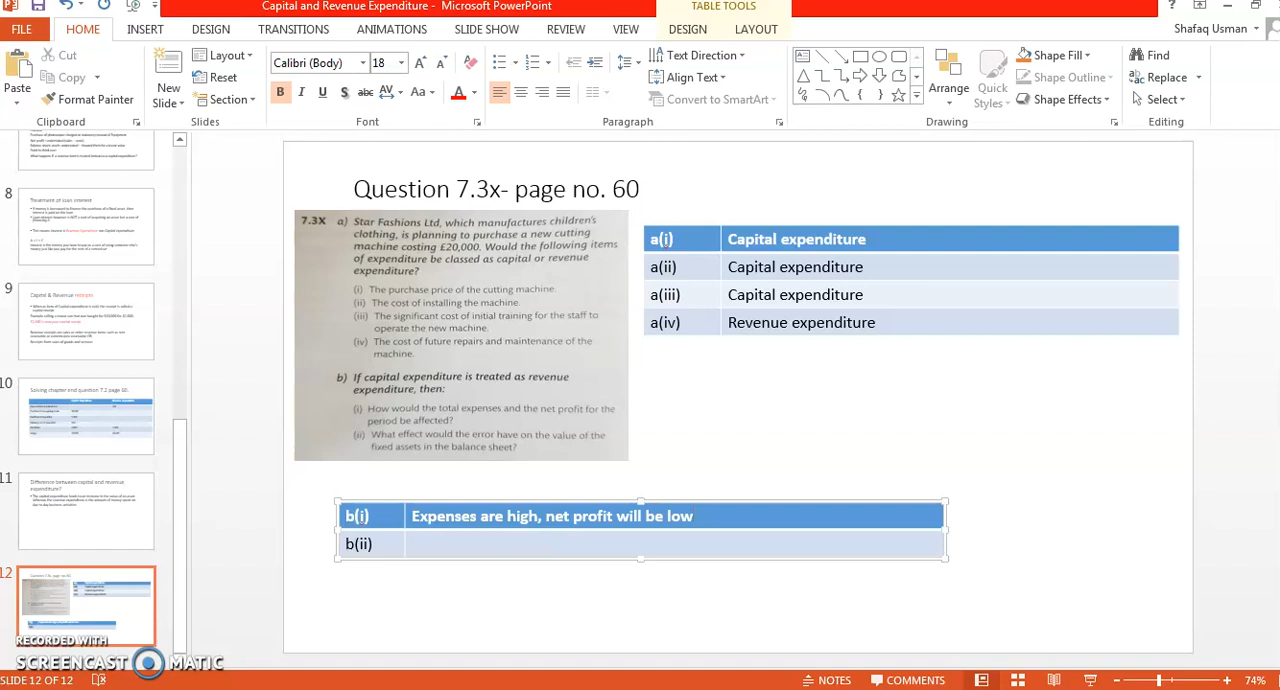 Capital and Revenue Expenditure - Microsoft PowerPoint
TABLE TOOLS
?
FILE HOME INSERT DESIGN TRANSITIONS ANIMATIONS SLIDE SHOW REVIEW VIEW DESIGN LAYOUT
Shafaq Usman
Paste
Cut
Copy
Format Painter
Clipboard
New
Slide
Layout
Reset
Section
Slides
Calibri (Body) 18
B I U S abc AV Aa A
Font
Text Direction
Align Text
Convert to SmartArt
Paragraph
Arrange
Quick
Styles
Shape Fill
Shape Outline
Shape Effects
Drawing
Find
Replace
Select
Editing
8
Treatment of loan interest
9
Capital & Revenue receipts
10
Solving chapter end question 7.2 page 60.
11
Difference between capital and revenue
expenditure?
12
Question 7.3x- page no. 60
7.3X a) Star Fashions Ltd, which manufactures children's
clothing, is planning to purchase a new cutting
machine costing £20,000. Would the following items
of expenditure be classed as capital or revenue
expenditure?
(i) The purchase price of the cutting machine.
(ii) The cost of installing the machine.
(iii) The significant cost of initial training for the staff to
operate the new machine.
(iv) The cost of future repairs and maintenance of the
machine.
b) If capital expenditure is treated as revenue
expenditure, then:
(i) How would the total expenses and the net profit for the
period be affected?
(ii) What effect would the error have on the value of the
fixed assets in the balance sheet?
a(i) Capital expenditure
a(ii) Capital expenditure
a(iii) Capital expenditure
a(iv) Revenue expenditure
b(i) Expenses are high, net profit will be low
b(ii)
RECORDED WITH
SCREENCAST MATIC
SLIDE 12 OF 12
NOTES
COMMENTS
74%